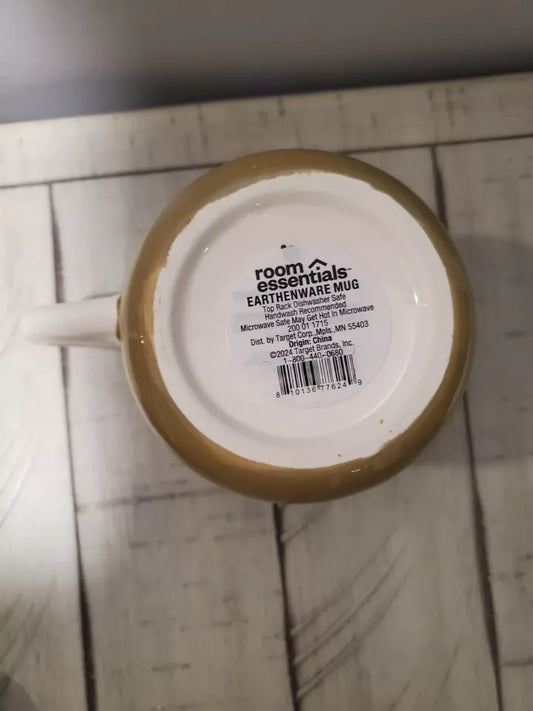 room
essentials™
EARTHENWARE MUG
Top Rack Dishwasher Safe
Handwash Recommended
Microwave Safe May Get Hot In Microwave
200 01 1715
Dist. by Target Corp.,Mpls.,MN 55403
Origin: China
©2024 Target Brands, Inc.
1-800-440-0680
8 10136 77624 9